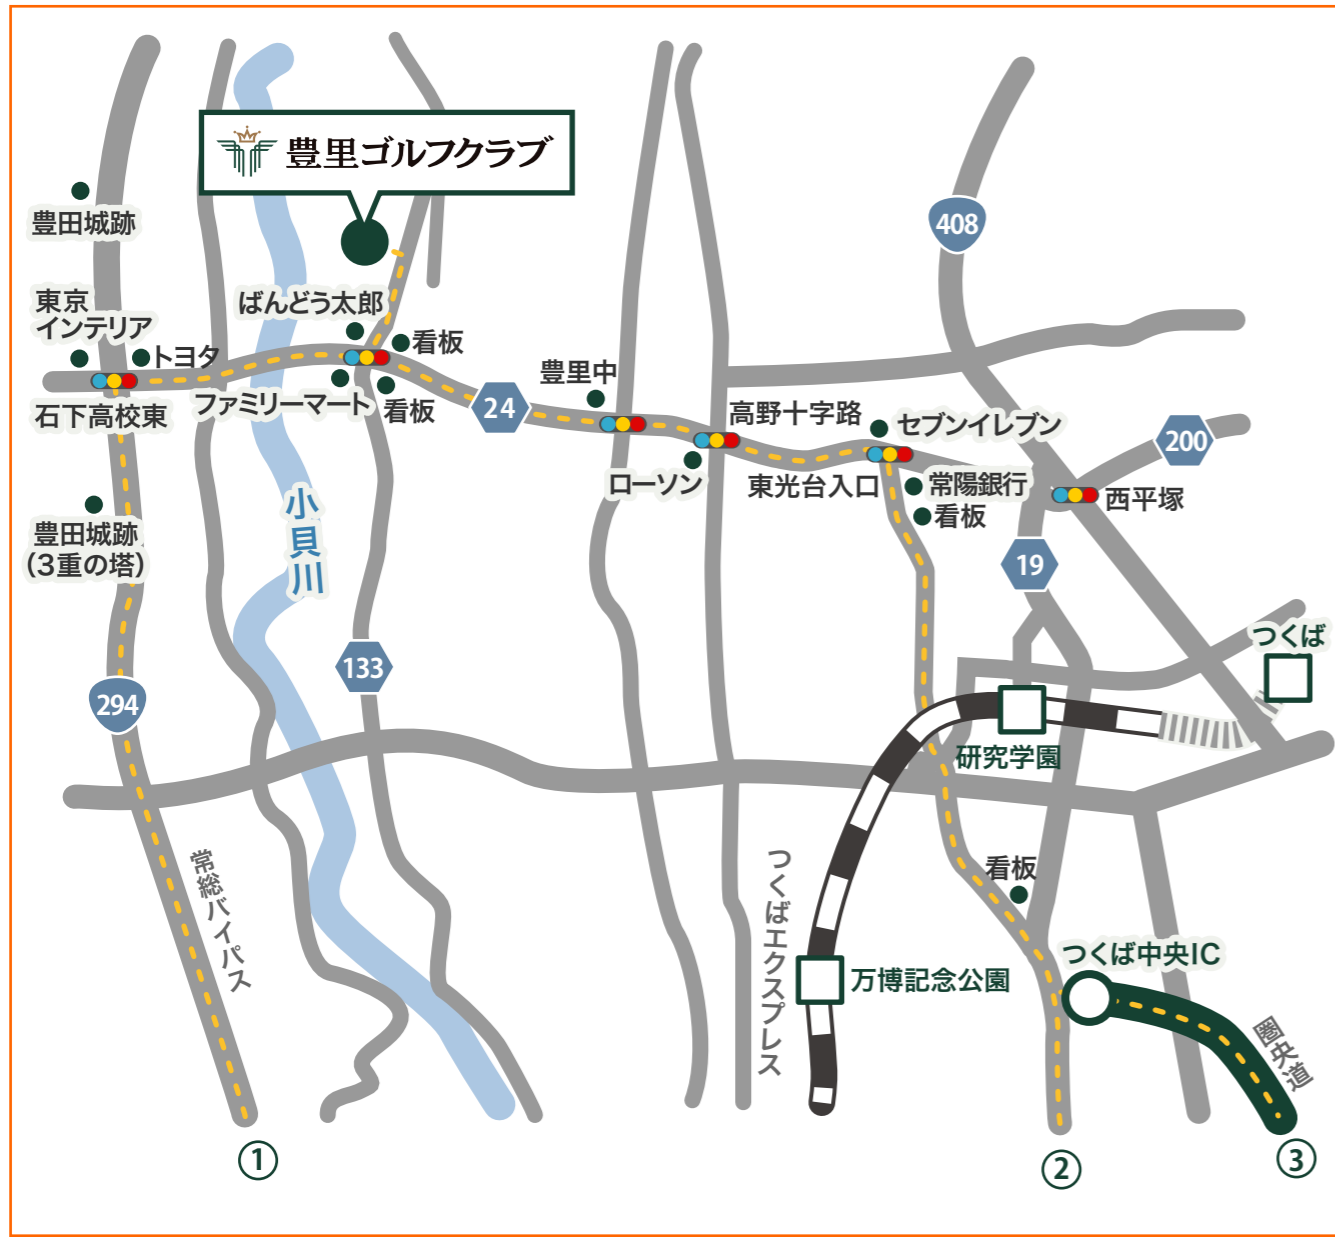 豊里ゴルフクラブ
豊田城跡
408
東京
インテリア
トヨタ
ばんどう太郎
看板
石下高校東
ファミリーマート
看板
24
豊里中
高野十字路
セブンイレブン
200
ローソン
東光台入口
常陽銀行
看板
西平塚
豊田城跡
（3重の塔）
小貝川
19
133
つくば
294
研究学園
常総バイパス
つくばエクスプレス
看板
つくば中央IC
万博記念公園
圏央道
①
②
③